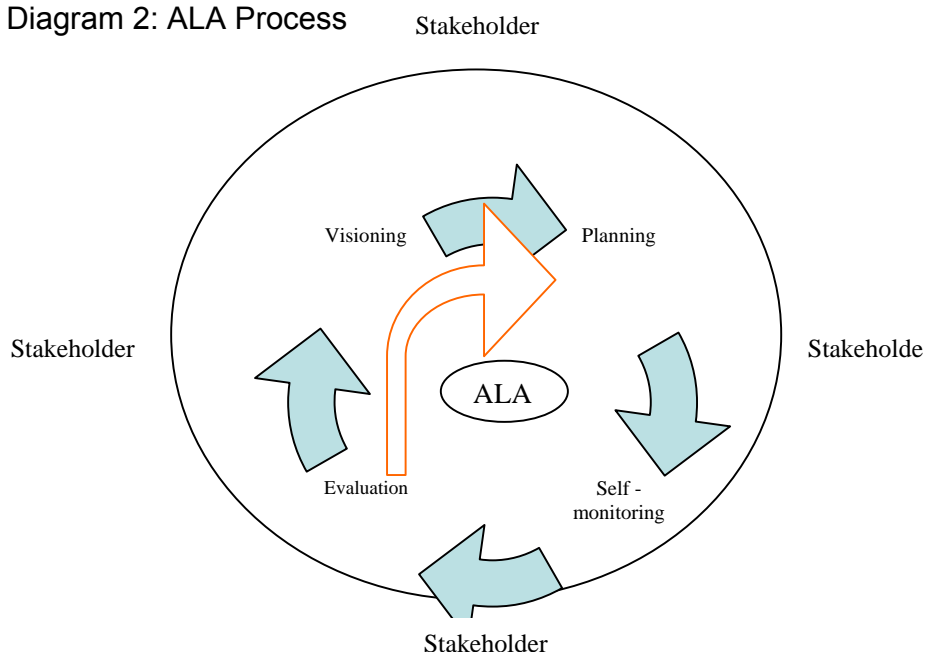 Diagram 2: ALA Process
Stakeholder
Visioning
Planning
Stakeholder
Stakeholde
ALA
Evaluation
Self -
monitoring
Stakeholder